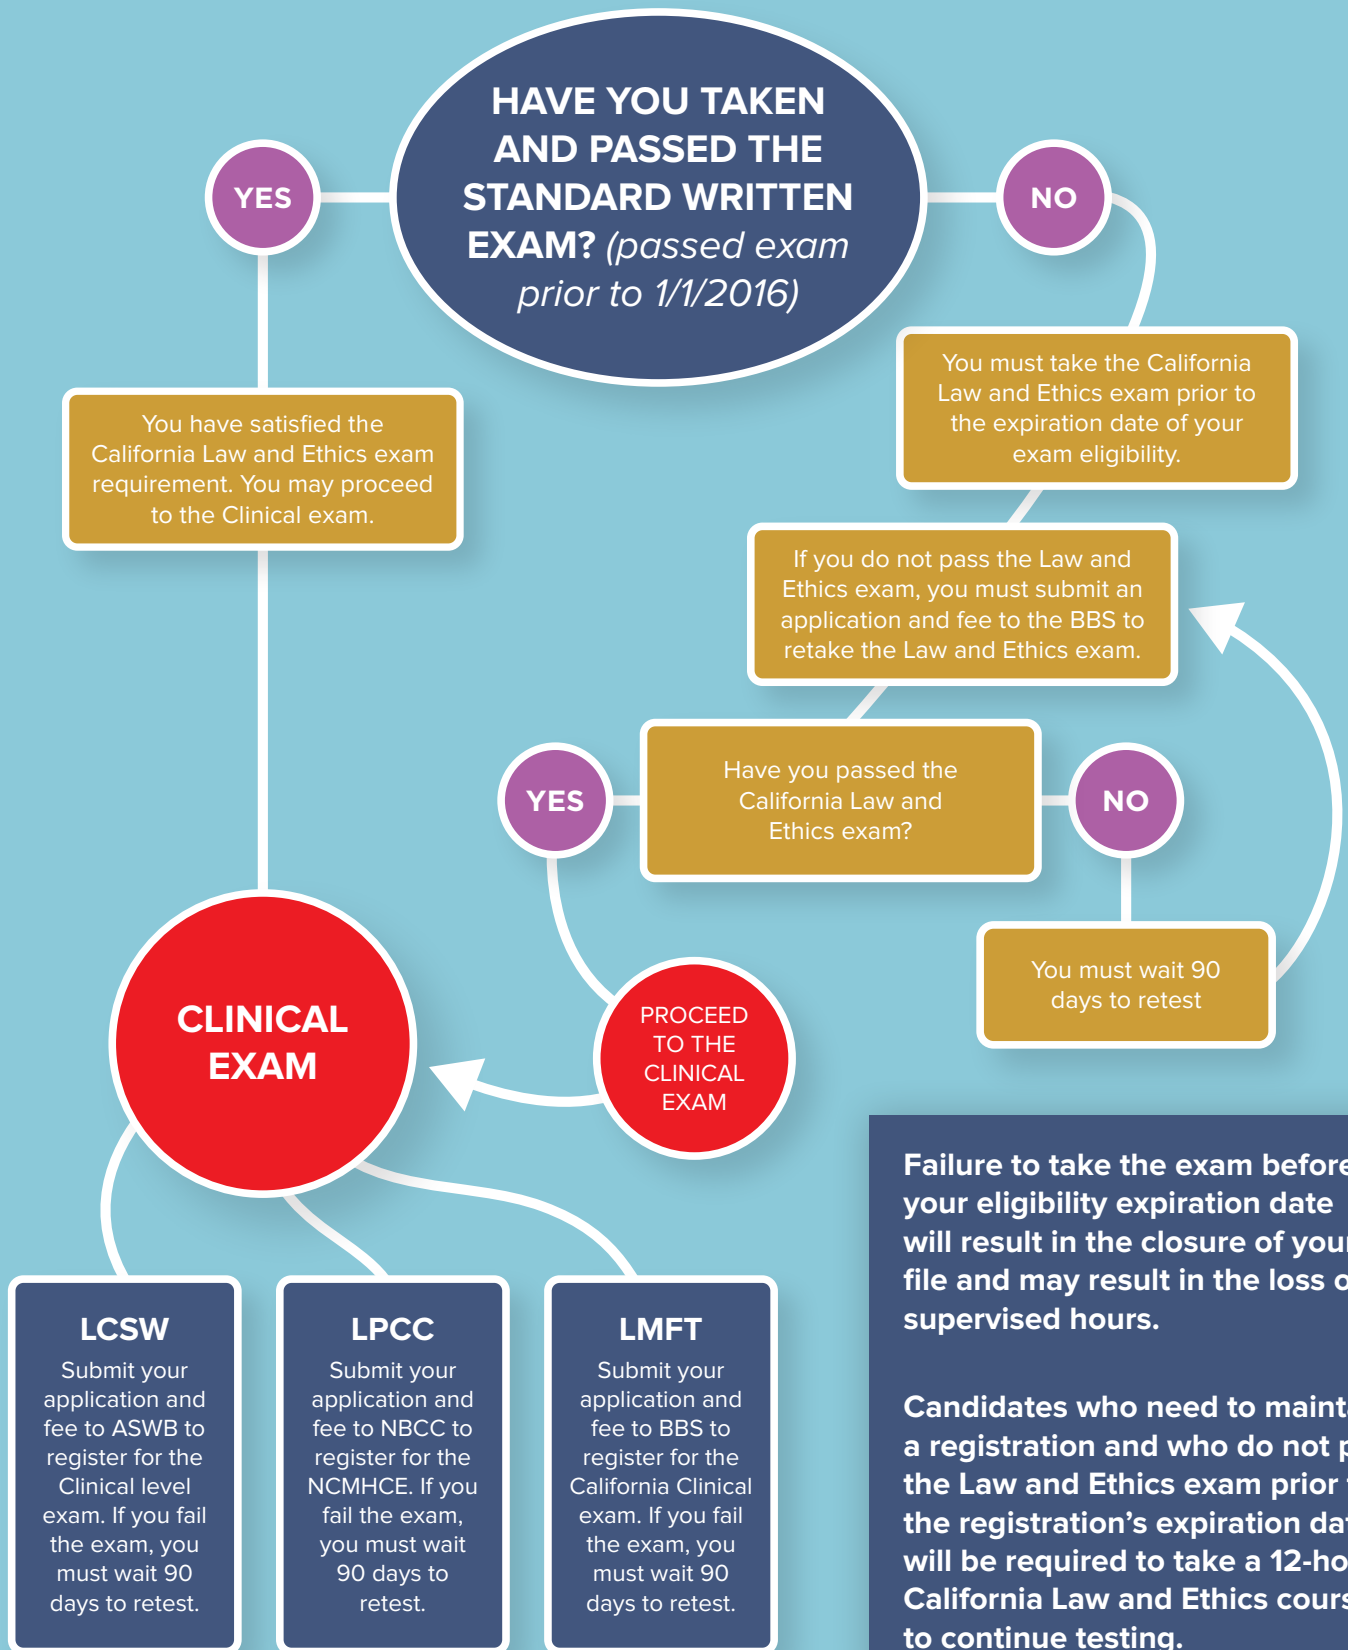 HAVE YOU TAKEN
AND PASSED THE
STANDARD WRITTEN
EXAM? (passed exam
prior to 1/1/2016)
YES
NO
You have satisfied the
California Law and Ethics exam
requirement. You may proceed
to the Clinical exam.
You must take the California
Law and Ethics exam prior to
the expiration date of your
exam eligibility.
If you do not pass the Law and
Ethics exam, you must submit an
application and fee to the BBS to
retake the Law and Ethics exam.
Have you passed the
California Law and
Ethics exam?
YES
NO
You must wait 90
days to retest
PROCEED
TO THE
CLINICAL
EXAM
CLINICAL
EXAM
LCSW
Submit your
application and
fee to ASWB to
register for the
Clinical level
exam. If you fail
the exam, you
must wait 90
days to retest.
LPCC
Submit your
application and
fee to NBCC to
register for the
NCMHCE. If you
fail the exam,
you must wait
90 days to
retest.
LMFT
Submit your
application and
fee to BBS to
register for the
California Clinical
exam. If you fail
the exam, you
must wait 90
days to retest.
Failure to take the exam before
your eligibility expiration date
will result in the closure of your
file and may result in the loss o
supervised hours.
Candidates who need to mainta
a registration and who do not p
the Law and Ethics exam prior t
the registration's expiration dat
will be required to take a 12-ho
California Law and Ethics cours
to continue testing.